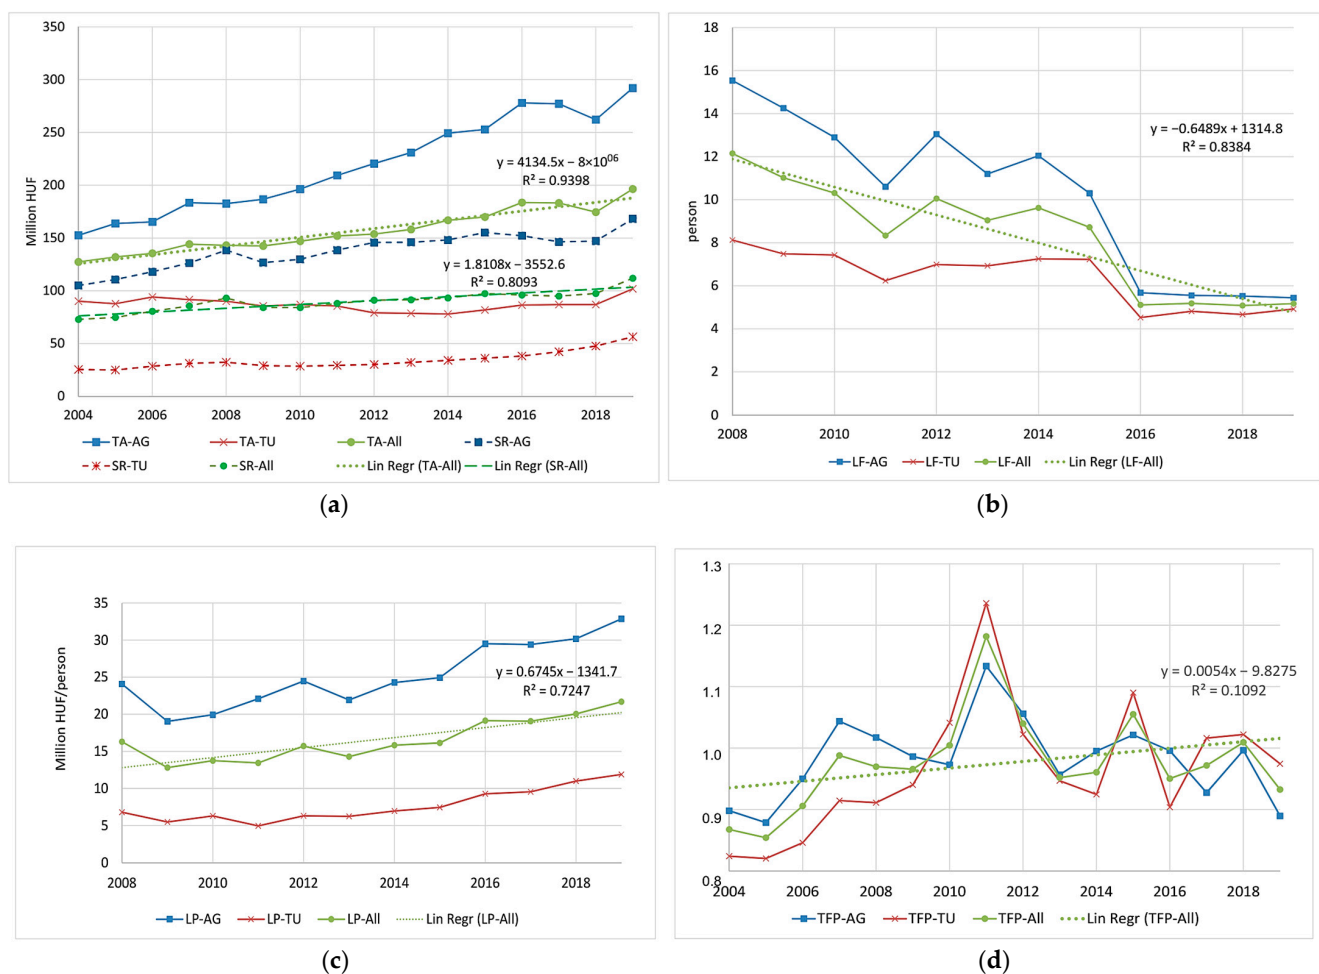 350
300
250
200
150
100
50
0
Million HUF
y = 4134.5x − 8×10⁰⁶
R² = 0.9398
y = 1.8108x − 3552.6
R² = 0.8093
2004 2006 2008 2010 2012 2014 2016 2018
TA-AG TA-TU TA-All SR-AG
SR-TU SR-All Lin Regr (TA-All) Lin Regr (SR-All)
(a)
18
16
14
12
10
8
6
4
2
0
person
y = −0.6489x + 1314.8
R² = 0.8384
2008 2010 2012 2014 2016 2018
LF-AG LF-TU LF-All Lin Regr (LF-All)
(b)
35
30
25
20
15
10
5
0
Million HUF/person
y = 0.6745x − 1341.7
R² = 0.7247
2008 2010 2012 2014 2016 2018
LP-AG LP-TU LP-All Lin Regr (LP-All)
(c)
1.3
1.2
1.1
1.0
0.9
0.8
y = 0.0054x − 9.8275
R² = 0.1092
2004 2006 2008 2010 2012 2014 2016 2018
TFP-AG TFP-TU TFP-All Lin Regr (TFP-All)
(d)